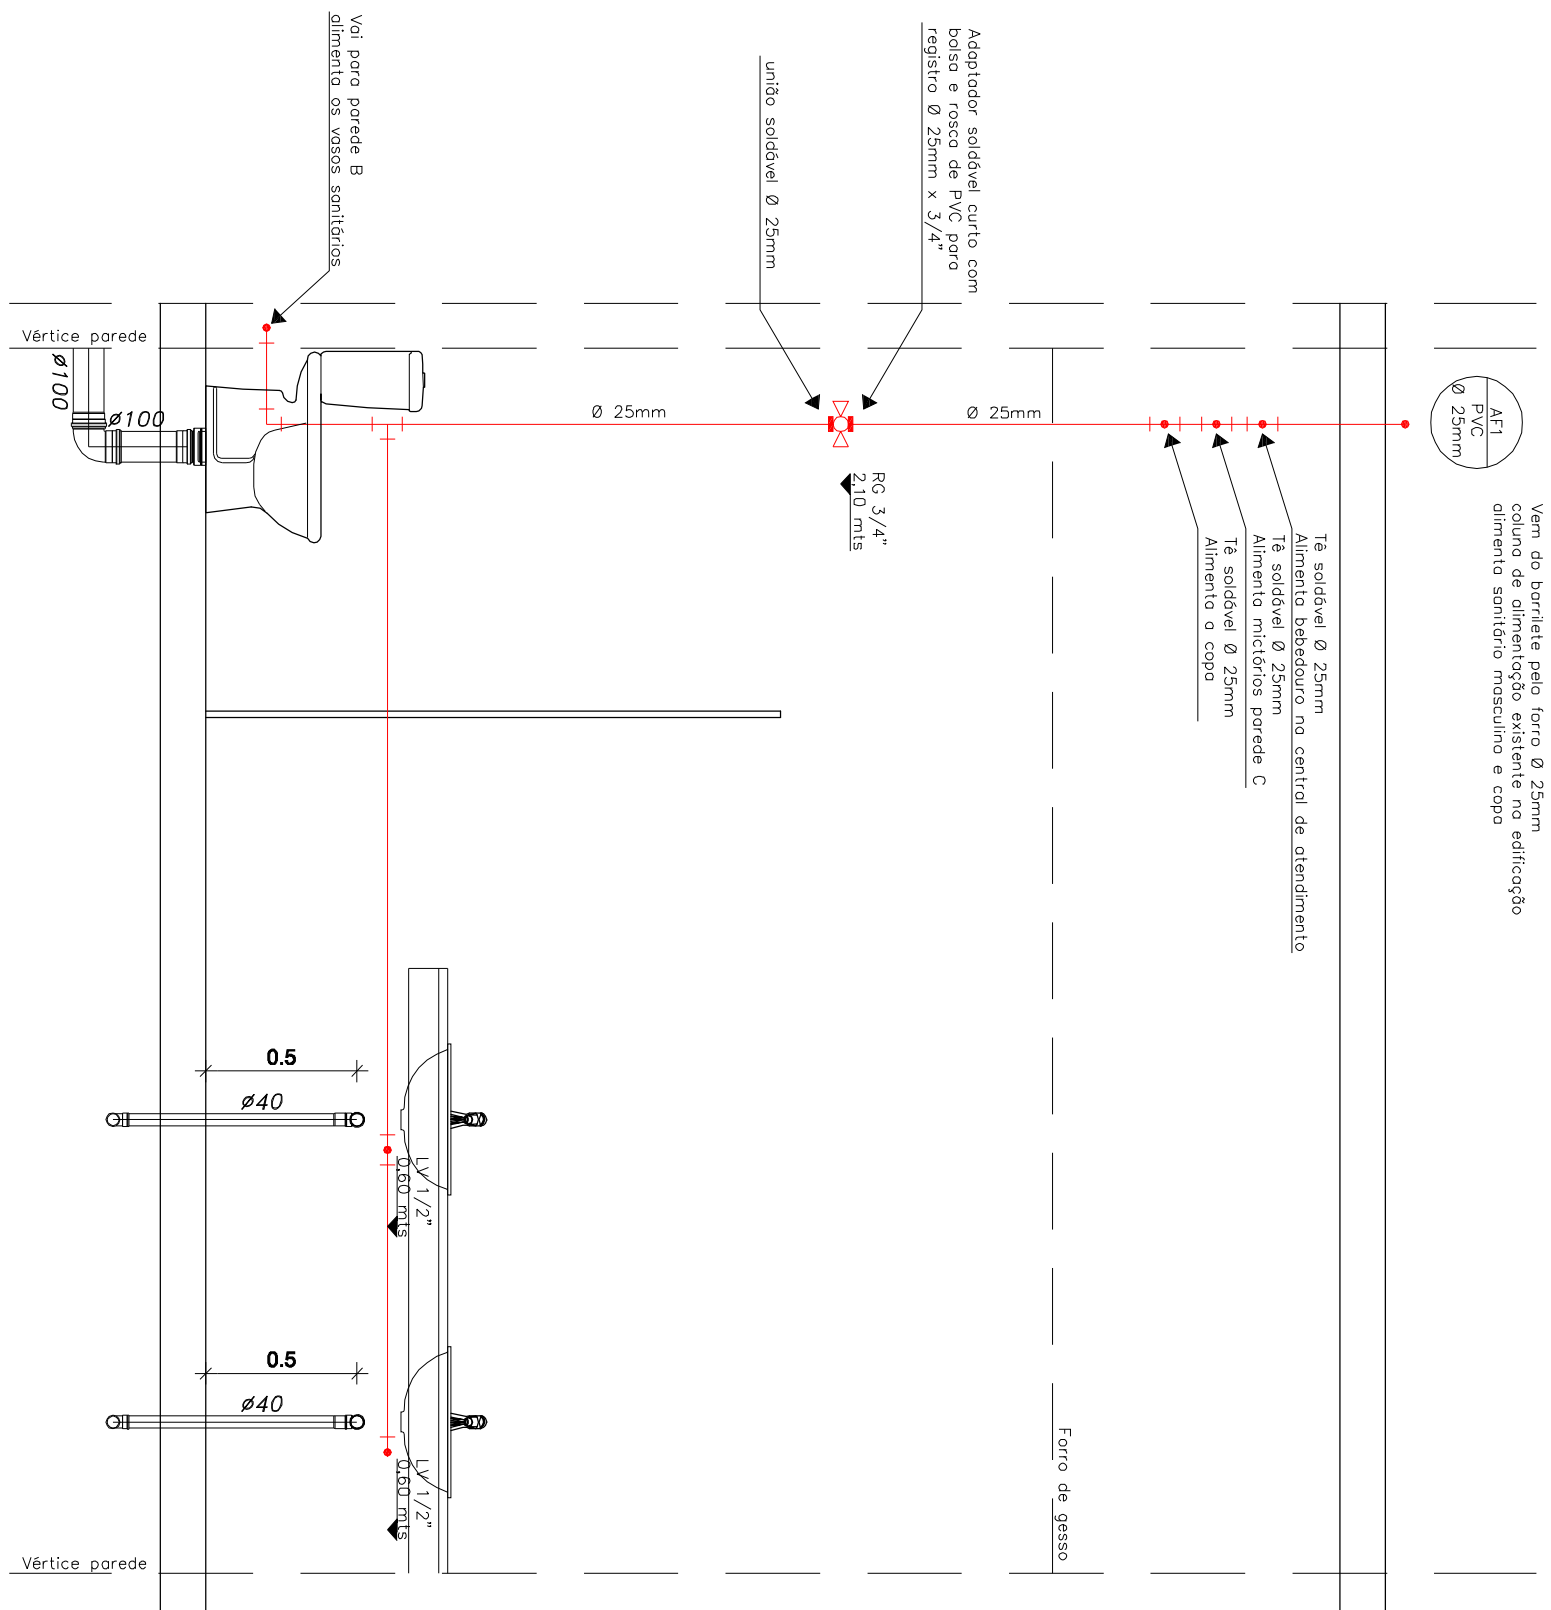 Vem do barrilete pelo forro Ø 25mm
coluna de alimentação existente na edificação
alimenta sanitário masculino e copa
AF1
PVC
Ø 25mm
Tê soldável Ø 25mm
Alimenta bebedouro na central de atendimento
Tê soldável Ø 25mm
Alimenta mictórios parede C
Tê soldável Ø 25mm
Alimenta a copa
Adaptador soldável curto com
bolsa e rosca de PVC para
registro Ø 25mm x 3/4"
união soldável Ø 25mm
Ø 25mm
Ø 25mm
RG 3/4"
2,10 mts
Vai para parede B
alimenta os vasos sanitários
Vértice parede
ø100
ø100
Forro de gesso
0.5
ø40
LV 1/2"
0,60 mts
0.5
ø40
LV 1/2"
0,60 mts
Vértice parede